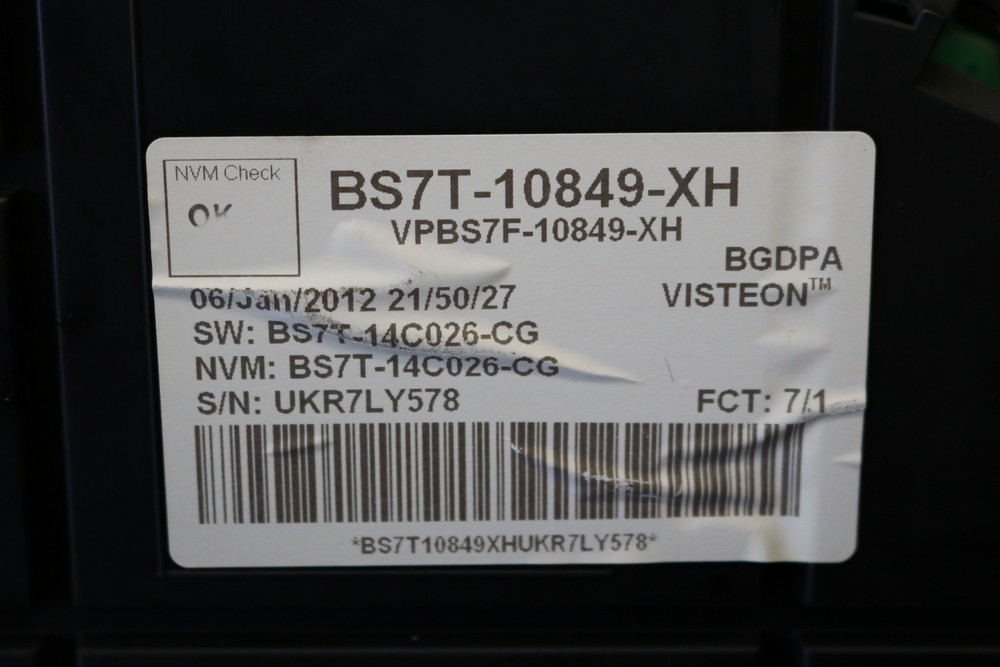 NVM Check
OK
BS7T-10849-XH
VPBS7F-10849-XH
BGDPA
06/Jan/2012 21/50/27
VISTEON™
SW: BS7T-14C026-CG
NVM: BS7T-14C026-CG
S/N: UKR7LY578
FCT: 7/1
*BS7T10849XHUKR7LY578*